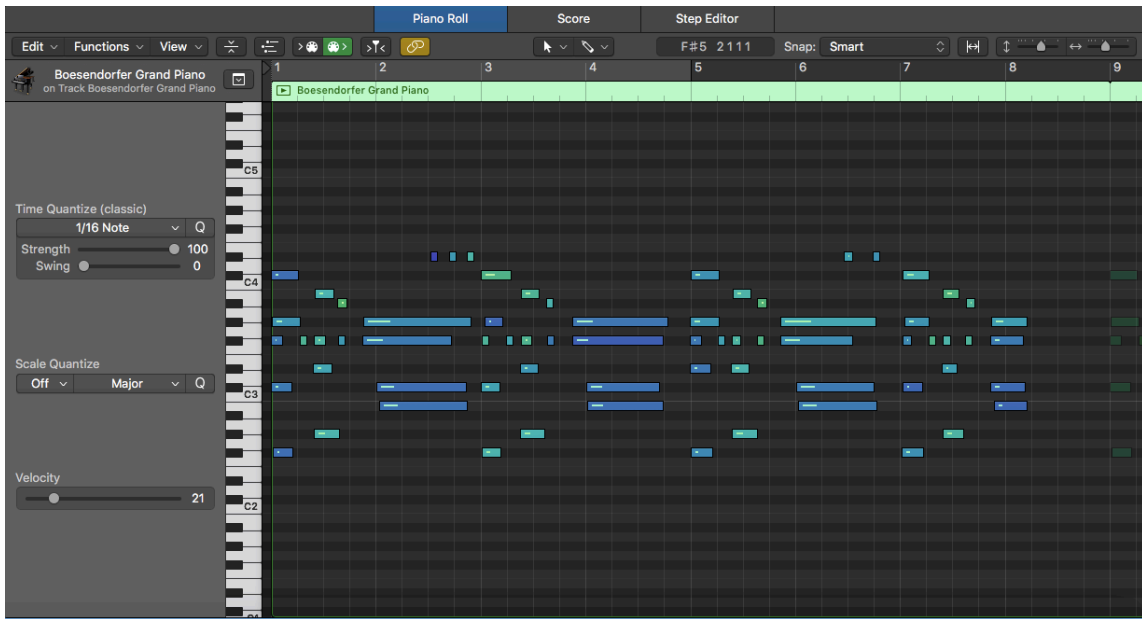 Piano Roll Score Step Editor
Edit Functions View F#5 2111 Snap: Smart
Boesendorfer Grand Piano
on Track Boesendorfer Grand Piano
1 2 3 4 5 6 7 8 9
Boesendorfer Grand Piano
C5
Time Quantize (classic)
1/16 Note Q
Strength 100
Swing 0
C4
Scale Quantize
Off Major Q
C3
Velocity
21
C2